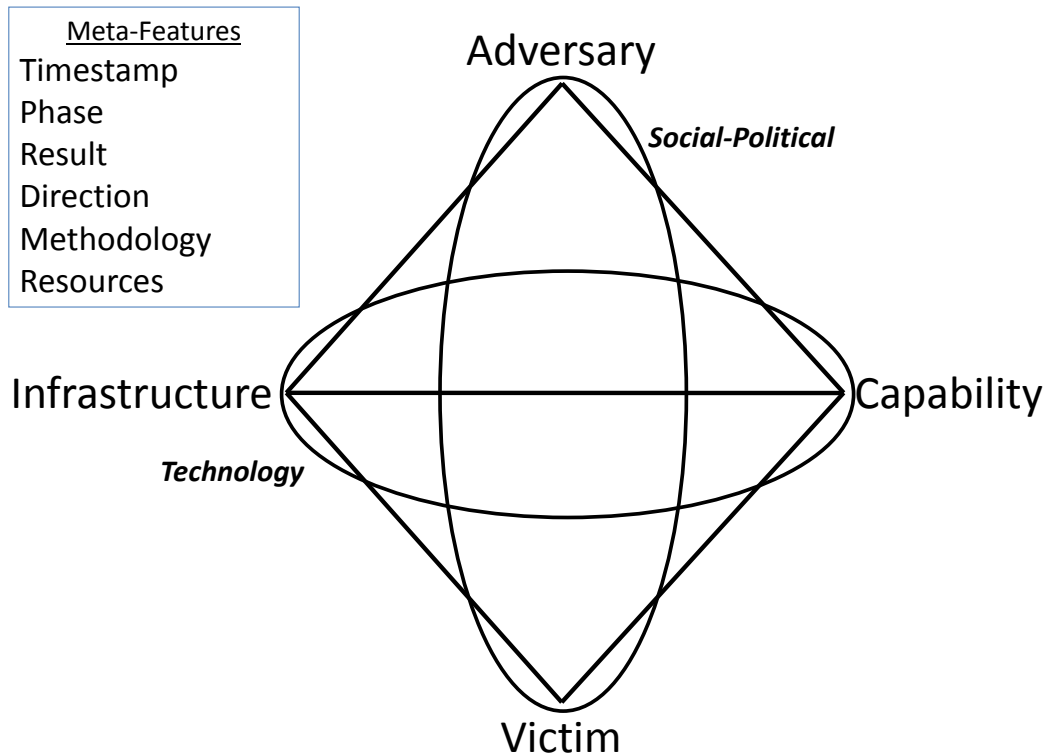 Meta-Features
Timestamp
Phase
Result
Direction
Methodology
Resources
Adversary
Social-Political
Infrastructure
Capability
Technology
Victim